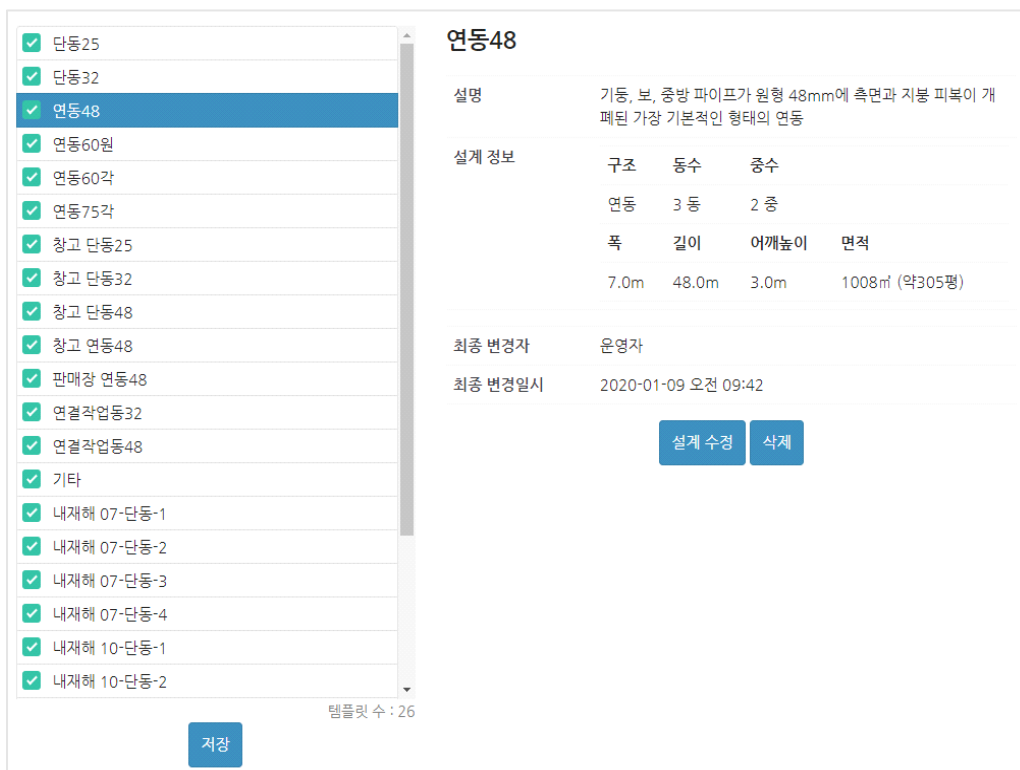 단동25
단동32
연동48
연동60원
연동60각
연동75각
창고 단동25
창고 단동32
창고 단동48
창고 연동48
판매장 연동48
연결작업동32
연결작업동48
기타
내재해 07-단동-1
내재해 07-단동-2
내재해 07-단동-3
내재해 07-단동-4
내재해 10-단동-1
내재해 10-단동-2
템플릿 수 : 26
저장
연동48
설명
기둥, 보, 중방 파이프가 원형 48mm에 측면과 지붕 피복이 개
폐된 가장 기본적인 형태의 연동
설계 정보
구조 동수 중수
연동 3 동 2 중
폭 길이 어깨높이 면적
7.0m 48.0m 3.0m 1008㎡ (약305평)
최종 변경자 운영자
최종 변경일시 2020-01-09 오전 09:42
설계 수정 삭제